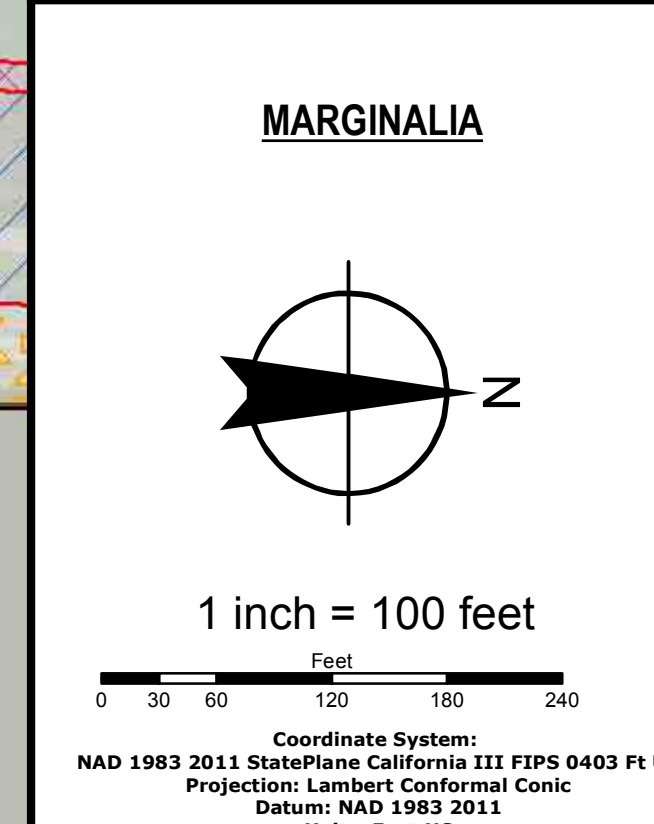 MARGINALIA
N
1 inch = 100 feet
Feet
0 30 60 120 180 240
Coordinate System:
NAD 1983 2011 StatePlane California III FIPS 0403 Ft
Projection: Lambert Conformal Conic
Datum: NAD 1983 2011